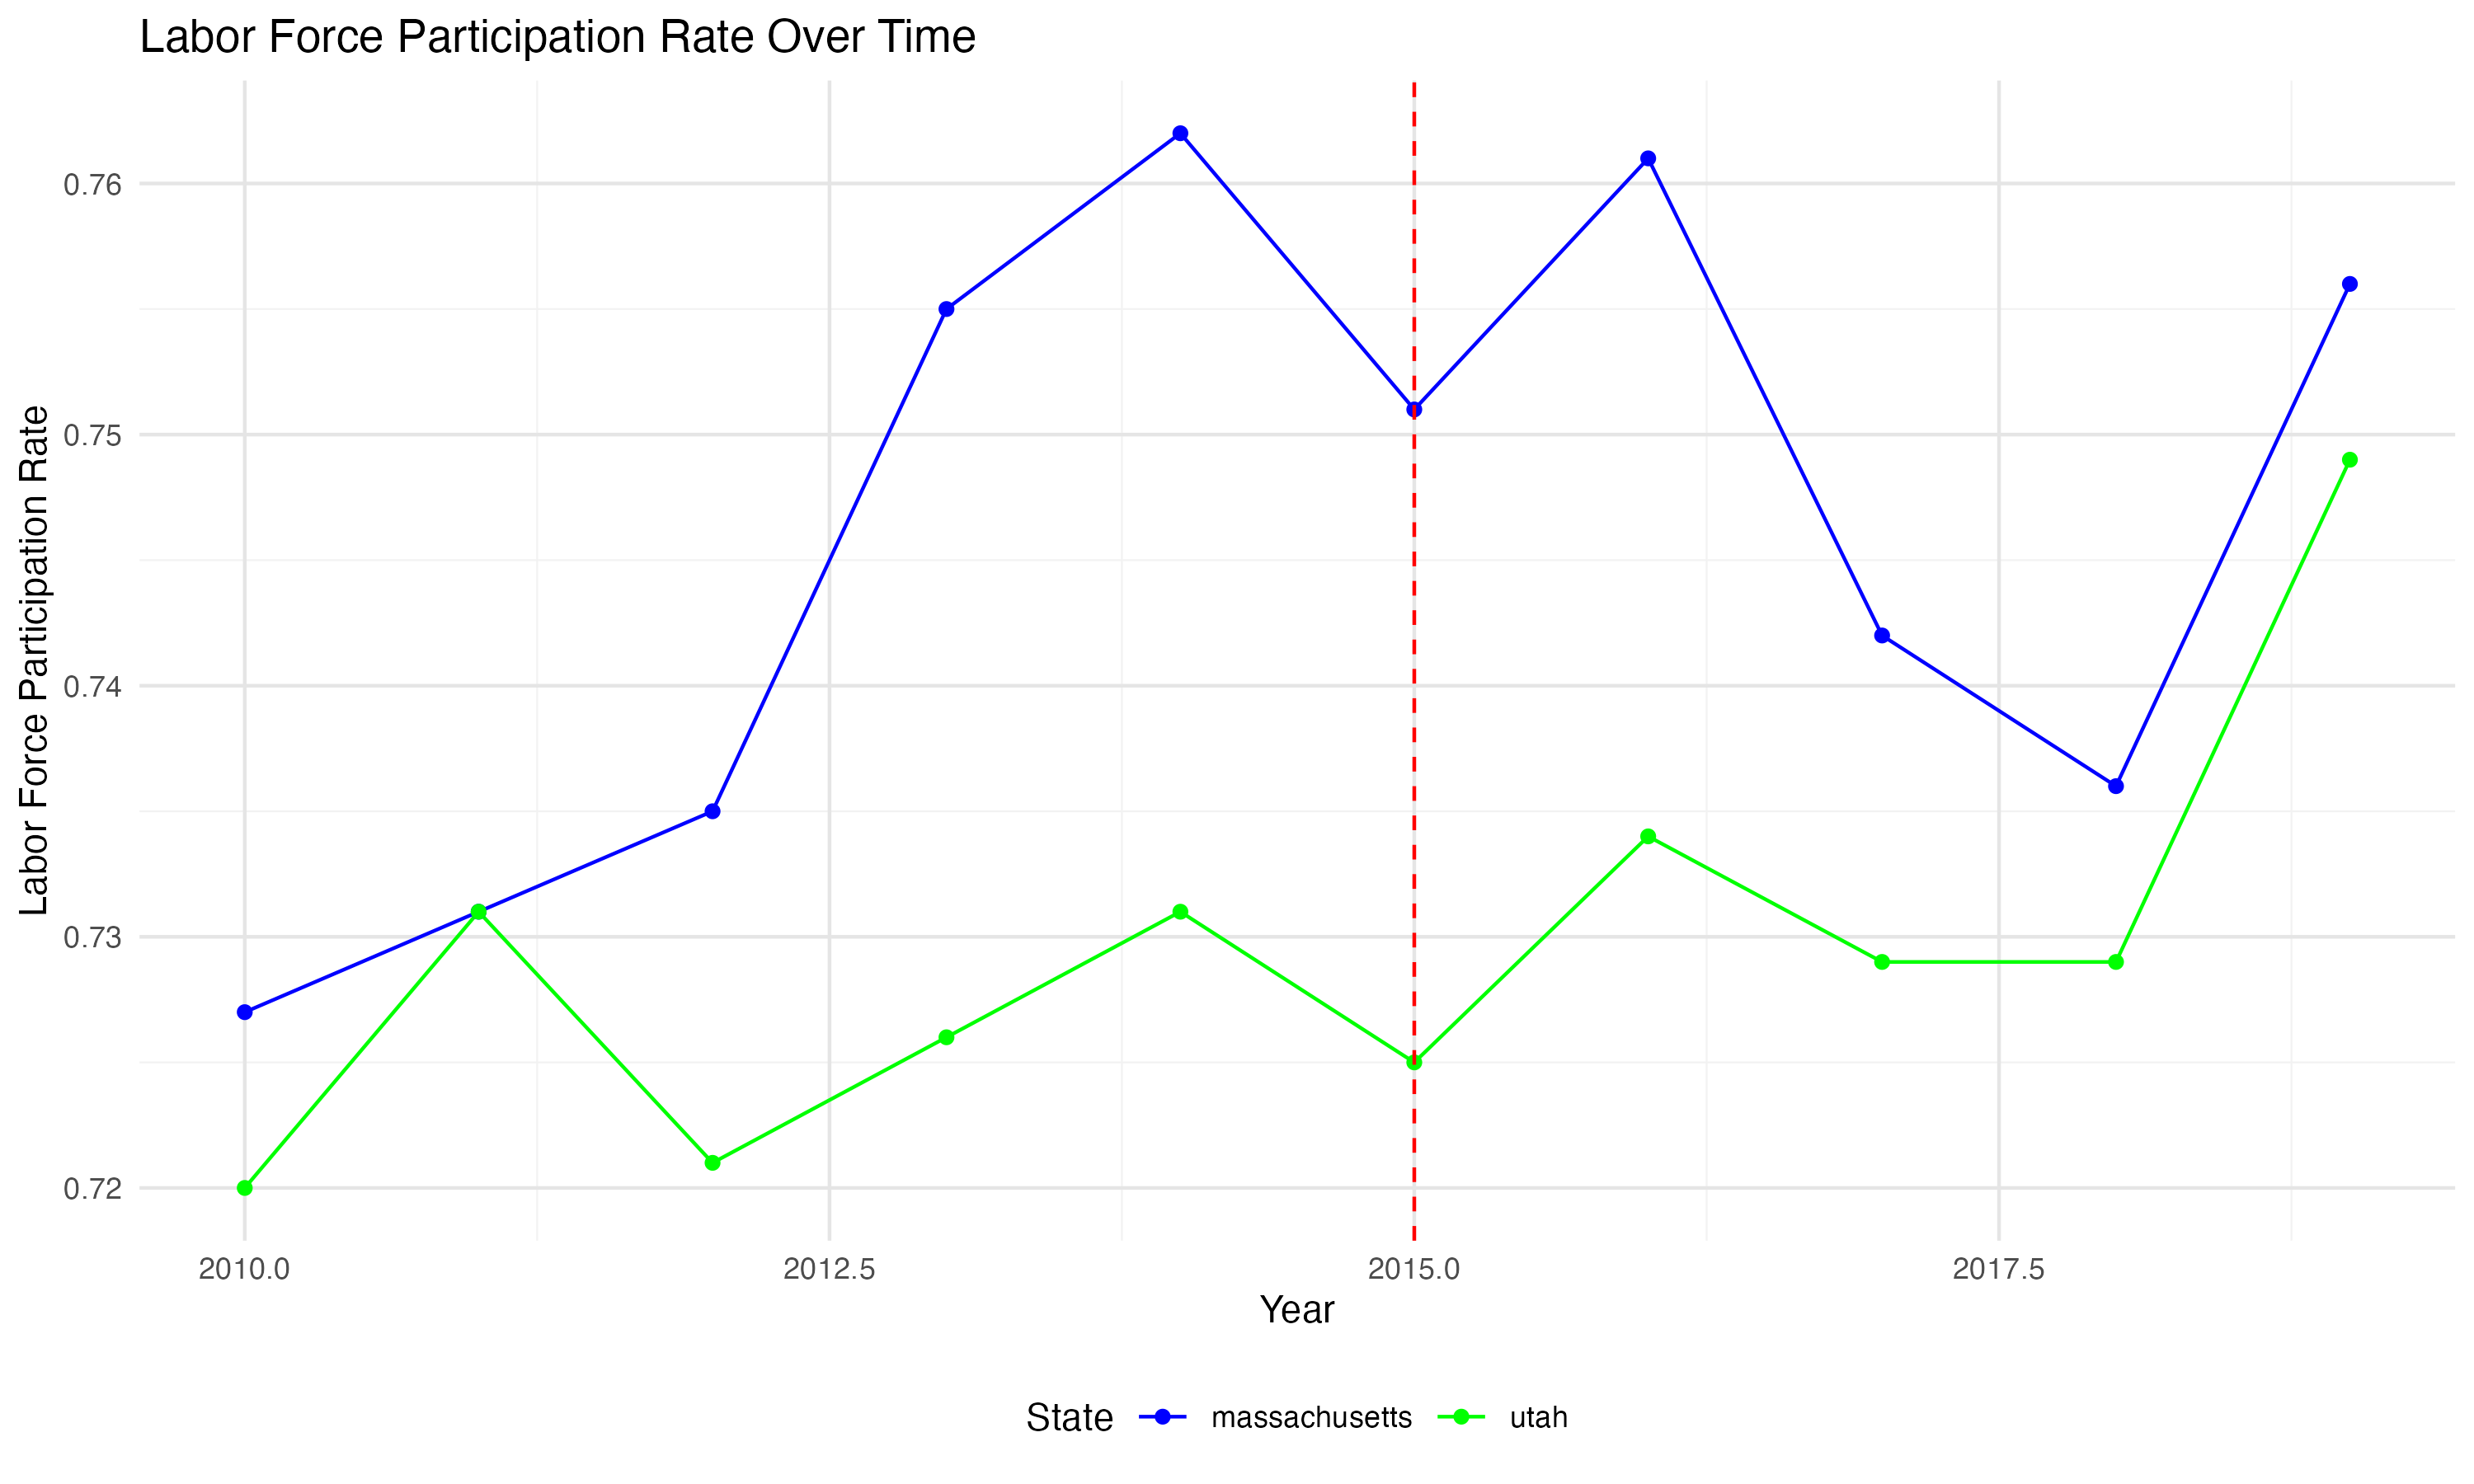 Labor Force Participation Rate Over Time
Labor Force Participation Rate
0.76
0.75
0.74
0.73
0.72
2010.0 2012.5 2015.0 2017.5
Year
State massachusetts utah